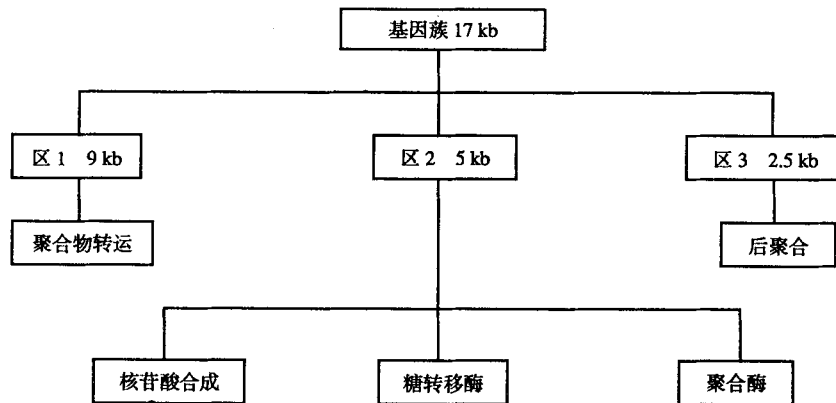 基因族 17 kb
区 1 9 kb
区 2 5 kb
区 3 2.5 kb
聚合物转运
后聚合
核苷酸合成
糖转移酶
聚合酶